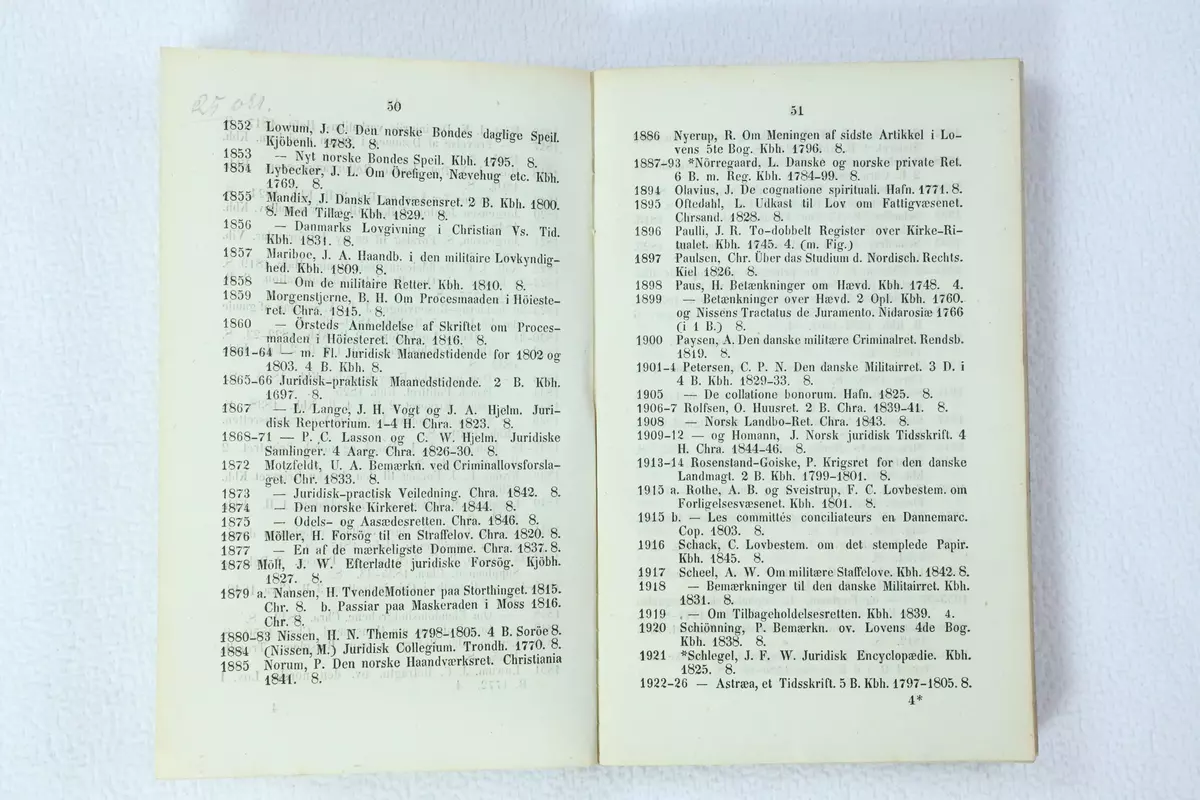 50
1852 Lowum, J. C. Den norske Bondes daglige Speil.
Kjöbenh. 1783. 8.
1853 — Nyt norske Bondes Speil. Kbh. 1795. 8.
1854 Lybecker, J. L. Om Örefigen, Nævehug etc. Kbh.
1769. 8.
1855 Mandix, J. Dansk Landvæsensret. 2 B. Kbh. 1800.
8. Med Tillæg. Kbh. 1829. 8.
1856 — Danmarks Lovgivning i Christian Vs. Tid.
Kbh. 1831. 8.
1857 Mariboe, J. A. Haandb. i den militaire Lovkyndig-
hed. Kbh. 1809. 8.
1858 — Om de militaire Retter. Kbh. 1810. 8.
1859 Morgenstjerne, B. H. Om Procesmaaden i Höieste-
ret. Chra. 1815. 8.
1860 — Örsteds Anmeldelse af Skriftet om Proces-
maaden i Höiesteret. Chra. 1816. 8.
1861-64 — m. Fl. Juridisk Maanedstidende for 1802 og
1803. 4 B. Kbh. 8.
1865-66 Juridisk-praktisk Maanedstidende. 2 B. Kbh.
1697. 8.
1867 — L. Lange, J. H. Vogt og J. A. Hjelm. Juri-
disk Repertorium. 1-4 H. Chra. 1823. 8.
1868-71 — P. C. Lasson og C. W. Hjelm. Juridiske
Samlinger. 4 Aarg. Chra. 1826-30. 8.
1872 Motzfeldt, U. A. Bemærkn. ved Criminallovsforsla-
get. Chr. 1833. 8.
1873 — Juridisk-practisk Veiledning. Chra. 1842. 8.
1874 — Den norske Kirkeret. Chra. 1844. 8.
1875 — Odels- og Aasædesretten. Chra. 1846. 8.
1876 Möller, H. Forsög til en Straffelov. Chra. 1820. 8.
1877 — En af de mærkeligste Domme. Chra. 1837. 8.
1878 Möll, J. W. Efterladte juridiske Forsög. Kjöbh.
1827. 8.
1879 a. Nansen, H. Tvende Motioner paa Storthinget. 1815.
Chr. 8. b. Passiar paa Maskeraden i Moss 1816.
Chr. 8.
1880-83 Nissen, H. N. Themis 1798-1805. 4 B. Soröe 8.
1884 (Nissen, M.) Juridisk Collegium. Trondh. 1770. 8.
1885 Norum, P. Den norske Haandværksret. Christiania
1841. 8.
51
1886 Nyerup, R. Om Meningen af sidste Artikkel i Lo-
vens 5te Bog. Kbh. 1796. 8.
1887-93 *Nörregaard, L. Danske og norske private Ret.
6 B. m. Reg. Kbh. 1784-99. 8.
1894 Olavius, J. De cognatione spirituali. Hafn. 1771. 8.
1895 Oftedahl, L. Udkast til Lov om Fattigvæsenet.
Chrsand. 1828. 8.
1896 Paulli, J. R. To-dobbelt Register over Kirke-Ri-
tualet. Kbh. 1745. 4. (m. Fig.)
1897 Paulsen, Chr. Über das Studium d. Nordisch. Rechts.
Kiel 1826. 8.
1898 Paus, H. Betænkninger om Hævd. Kbh. 1748. 4.
1899 — Betænkninger over Hævd. 2 Opl. Kbh. 1760.
og Nissens Tractatus de Juramento. Nidarosiæ 1766
(i 1 B.) 8.
1900 Paysen, A. Den danske militære Criminalret. Rendsb.
1819. 8.
1901-4 Petersen, C. P. N. Den danske Militairret. 3 D. i
4 B. Kbh. 1829-33. 8.
1905 — De collatione bonorum. Hafn. 1825. 8.
1906-7 Rolfsen, O. Huusret. 2 B. Chra. 1839-41. 8.
1908 — Norsk Landbo-Ret. Chra. 1843. 8.
1909-12 — og Homann, J. Norsk juridisk Tidsskrift. 4
H. Chra. 1844-46. 8.
1913-14 Rosenstand-Goiske, P. Krigsret for den danske
Landmagt. 2 B. Kbh. 1799-1801. 8.
1915 a. Rothe, A. B. og Sveistrup, F. C. Lovbestem. om
Forligelsesvæsenet. Kbh. 1801. 8.
1915 b. — Les committés conciliateurs en Dannemarc.
Cop. 1803. 8.
1916 Schack, C. Lovbestem. om det stemplede Papir.
Kbh. 1845. 8.
1917 Scheel, A. W. Om militære Staffelove. Kbh. 1842. 8.
1918 — Bemærkninger til den danske Militairret. Kbh.
1831. 8.
1919 — Om Tilbageholdelsesretten. Kbh. 1839. 4.
1920 Schiönning, P. Bemærkn. ov. Lovens 4de Bog.
Kbh. 1838. 8.
1921 *Schlegel, J. F. W. Juridisk Encyclopædie. Kbh.
1825. 8.
1922-26 — Astræa, et Tidsskrift. 5 B. Kbh. 1797-1805. 8.
4*